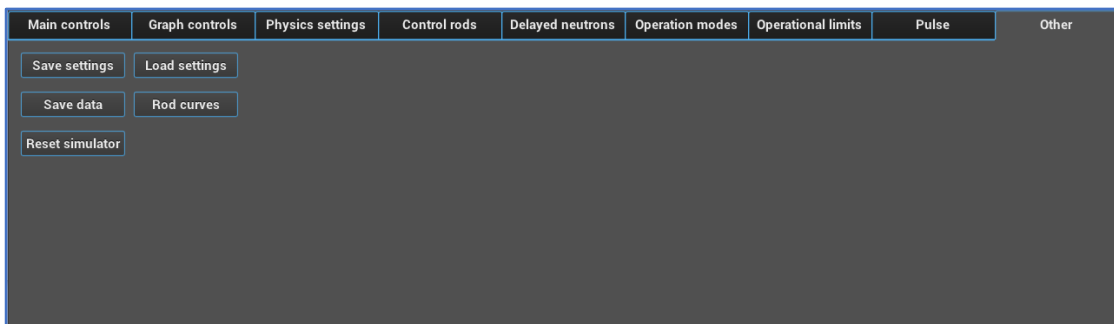 Main controls Graph controls Physics settings Control rods Delayed neutrons Operation modes Operational limits Pulse Other
Save settings Load settings
Save data Rod curves
Reset simulator